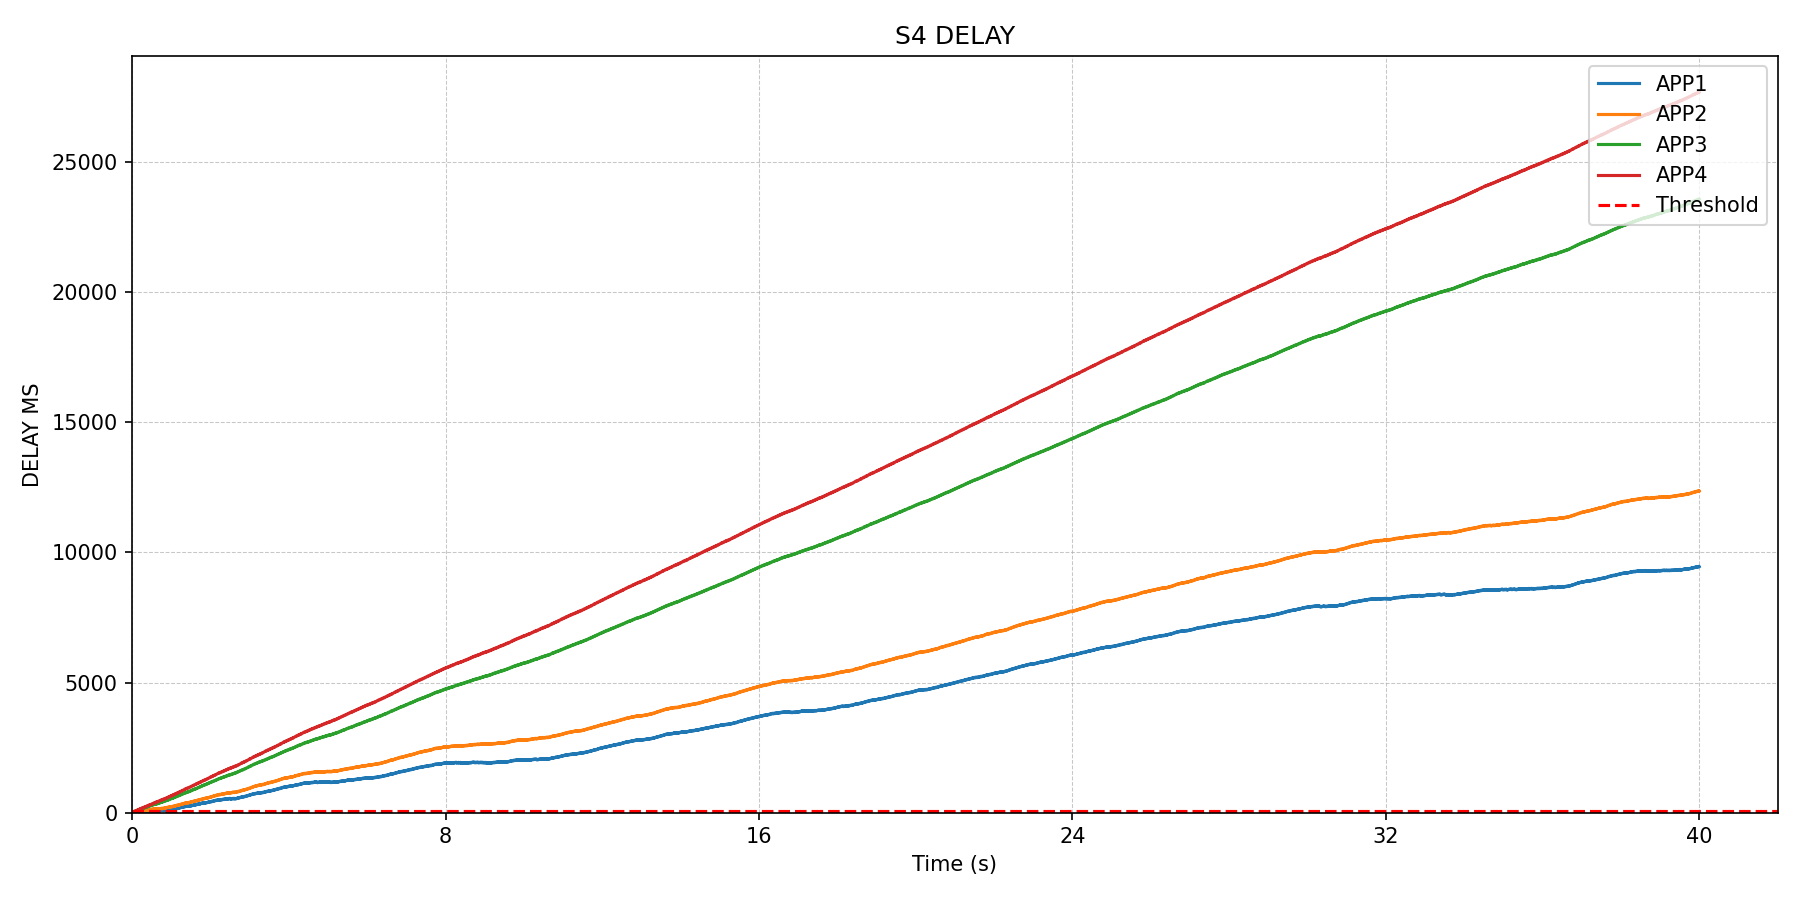 S4 DELAY
APP1
APP2
APP3
APP4
Threshold
DELAY MS
25000
20000
15000
10000
5000
0
0 8 16 24 32 40
Time (s)